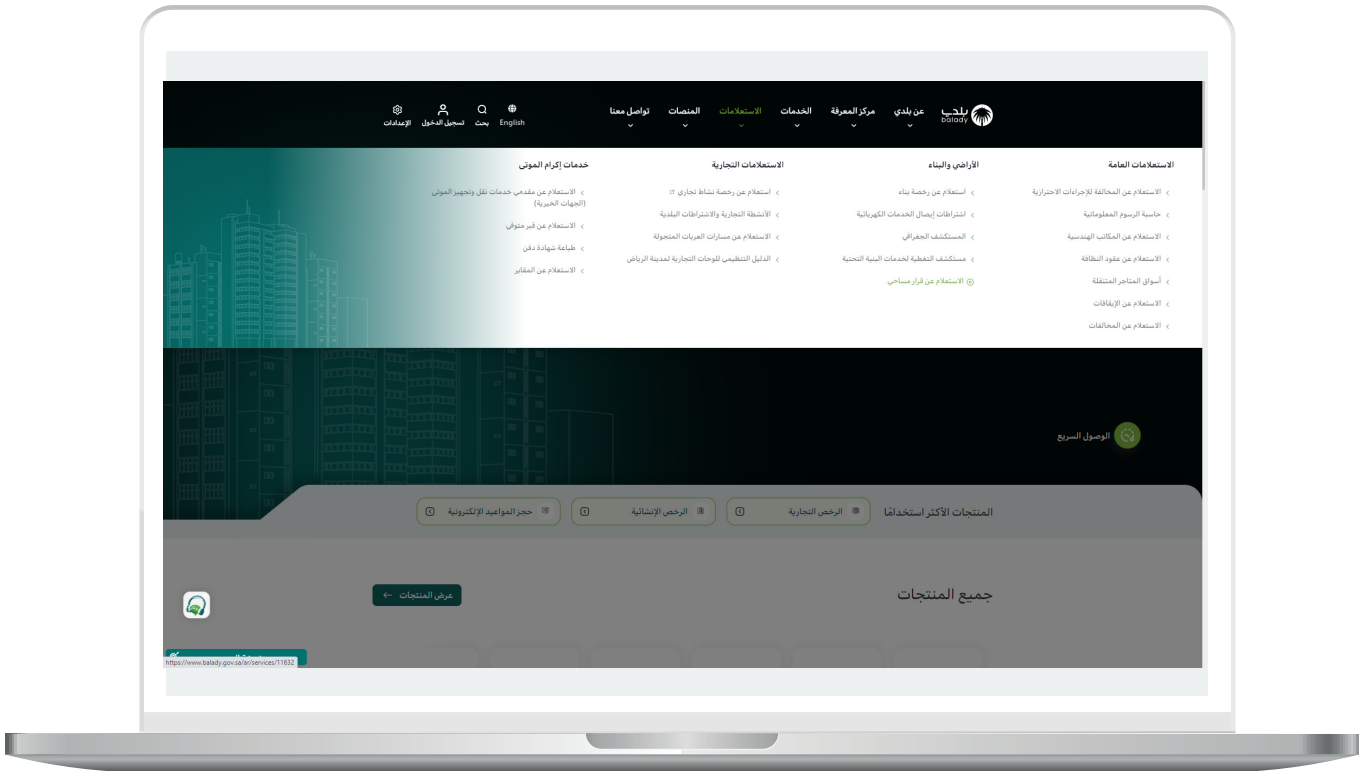 بلدي
balady
عن بلدي
مركز المعرفة
الخدمات
الاستعلامات
المنصات
تواصل معنا
English
بحث
تسجيل الدخول
الإعدادات
الاستعلامات العامة
الاستعلام عن المخالفة للإجراءات الاحترازية
حاسبة الرسوم المعلوماتية
الاستعلام عن المكاتب الهندسية
الاستعلام عن عقود النظافة
أسواق المتاجر المتنقلة
الاستعلام عن الإيقافات
الاستعلام عن المخالفات
الأراضي والبناء
استعلام عن رخصة بناء
اشتراطات إيصال الخدمات الكهربائية
المستكشف الجغرافي
مستكشف التغطية لخدمات البنية التحتية
الاستعلام عن قرار مساحي
الاستعلامات التجارية
استعلام عن رخصة نشاط تجاري
الأنشطة التجارية والاشتراطات البلدية
الاستعلام عن مسارات العربات المتجولة
الدليل التنظيمي للوحات التجارية لمدينة الرياض
خدمات إكرام الموتى
الاستعلام عن مقدمي خدمات نقل وتجهيز الموتى
(الجهات الخيرية)
الاستعلام عن قبر متوفي
طباعة شهادة دفن
الاستعلام عن المقابر
الوصول السريع
المنتجات الأكثر استخدامًا
الرخص التجارية
الرخص الإنشائية
حجز المواعيد الإلكترونية
جميع المنتجات
عرض المنتجات
https://www.balady.gov.sa/ar/services/11632